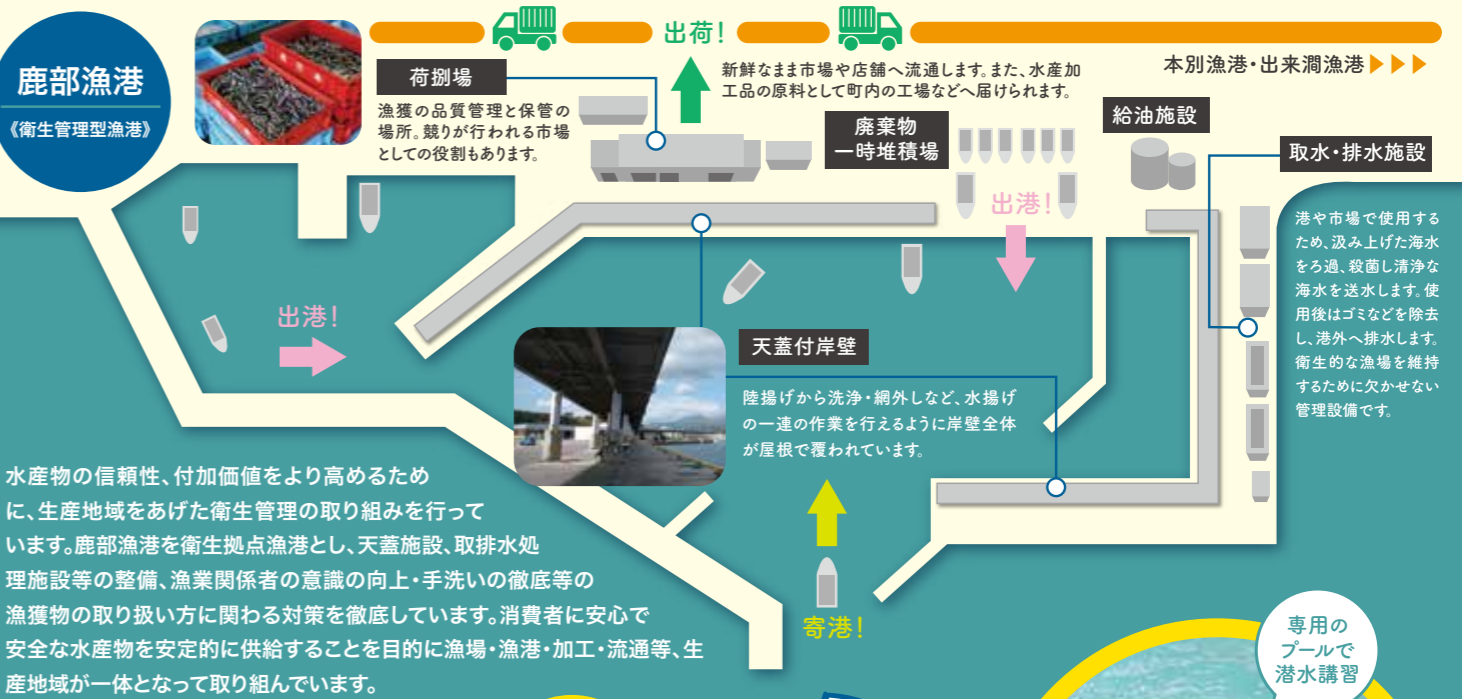 鹿部漁港
《衛生管理型漁港》
荷捌場
漁獲の品質管理と保管の
場所。競りが行われる市場
としての役割もあります。
出荷！
新鮮なまま市場や店舗へ流通します。また、水産加
工品の原料として町内の工場などへ届けられます。
本別漁港・出来澗漁港▶▶▶
廃棄物
一時堆積場
給油施設
取水・排水施設
港や市場で使用する
ため、汲み上げた海水
をろ過、殺菌し清浄な
海水を送水します。使
用後はゴミなどを除去
し、港外へ排水します。
衛生的な漁場を維持
するために欠かせない
管理設備です。
出港！
出港！
天蓋付岸壁
陸揚げから洗浄・網外しなど、水揚げ
の一連の作業を行えるように岸壁全体
が屋根で覆われています。
寄港！
水産物の信頼性、付加価値をより高めるため
に、生産地域をあげた衛生管理の取り組みを行って
います。鹿部漁港を衛生拠点漁港とし、天蓋施設、取排水処
理施設等の整備、漁業関係者の意識の向上・手洗いの徹底等の
漁獲物の取り扱い方に関わる対策を徹底しています。消費者に安心で
安全な水産物を安定的に供給することを目的に漁場・漁港・加工・流通等、生
産地域が一体となって取り組んでいます。
専用の
プールで
潜水講習